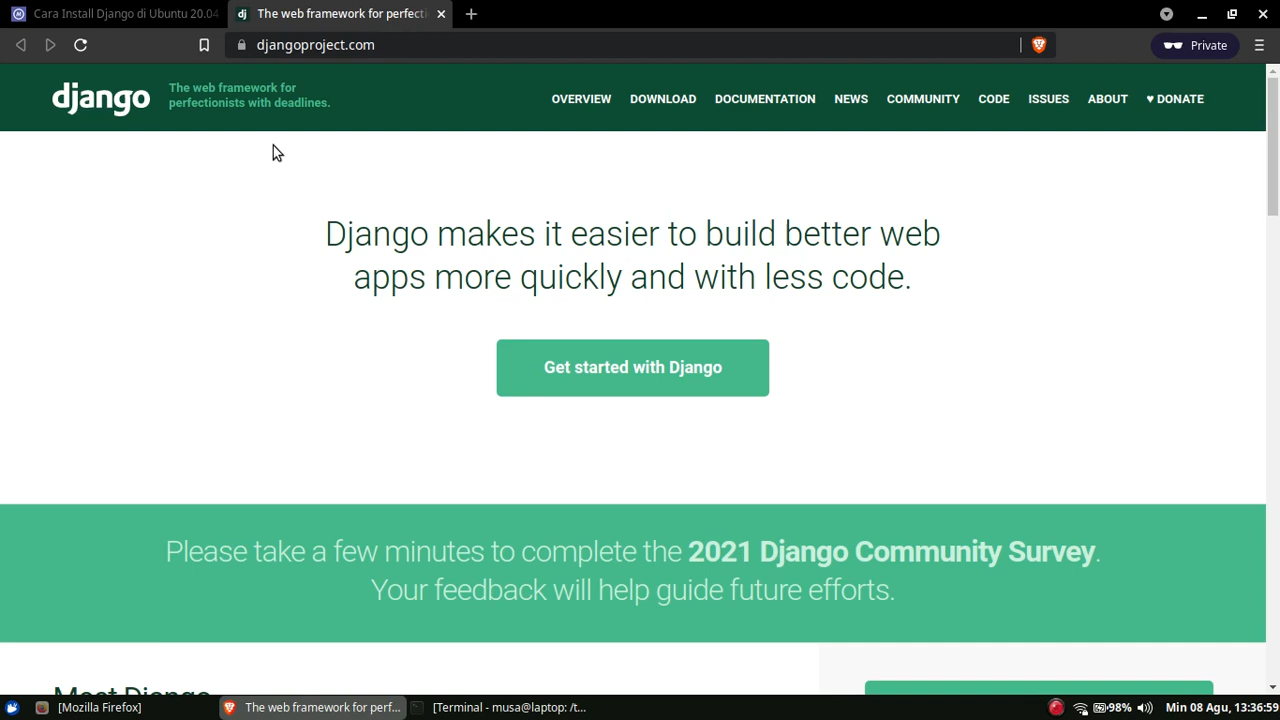 Cara Install Django di Ubuntu 20.04
dj The web framework for perfecti
djangoproject.com
Private
django
The web framework for
perfectionists with deadlines.
OVERVIEW DOWNLOAD DOCUMENTATION NEWS COMMUNITY CODE ISSUES ABOUT ♥ DONATE
Django makes it easier to build better web
apps more quickly and with less code.
Get started with Django
Please take a few minutes to complete the 2021 Django Community Survey.
Your feedback will help guide future efforts.
Meet Django
[Mozilla Firefox] The web framework for perf... [Terminal - musa@laptop: /t... 98% Min 08 Agu, 13:36:59